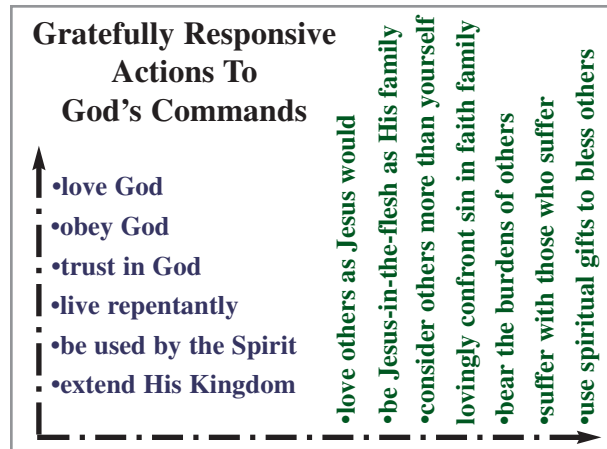 Gratefully Responsive
Actions To
God's Commands
•love God
•obey God
•trust in God
•live repentantly
•be used by the Spirit
•extend His Kingdom
•love others as Jesus would
•be Jesus-in-the-flesh as His family
•consider others more than yourself
lovingly confront sin in faith family
•bear the burdens of others
•suffer with those who suffer
•use spiritual gifts to bless others